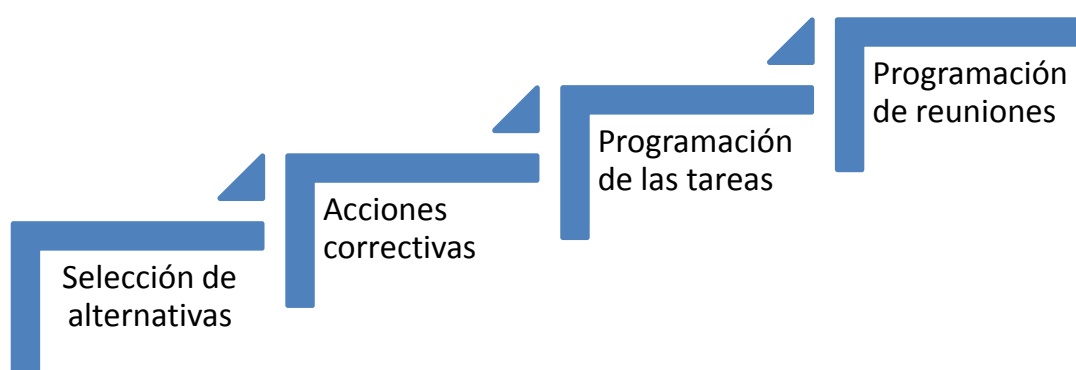 Selección de
alternativas
Acciones
correctivas
Programación
de las tareas
Programación
de reuniones